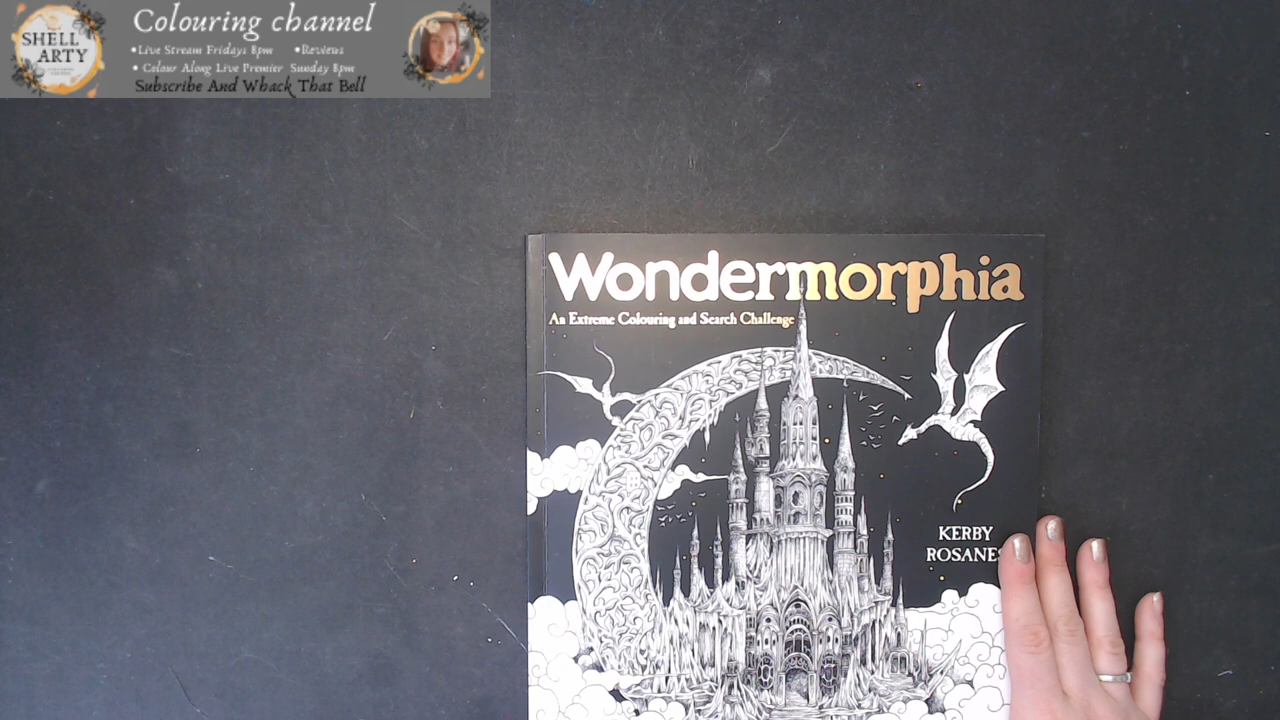 SHELL
ARTY
Colouring channel
•Live Stream Fridays 8pm •Reviews
• Colour Along Live Premier Sunday 8pm
Subscribe And Whack That Bell
Wondermorphia
An Extreme Colouring and Search Challenge
KERBY
ROSANES